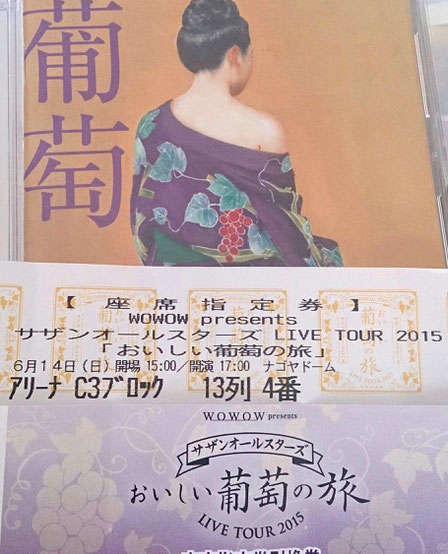 葡萄
【 座席指定券 】
WOWOW presents
サザンオールスターズ LIVE TOUR 2015
「おいしい葡萄の旅」
6月14日(日) 開場 15:00 開演 17:00 ナゴヤドーム
アリーナ C3ブロック 13列 4番
WOWOW presents
サザンオールスターズ
おいしい葡萄の旅
LIVE TOUR 2015